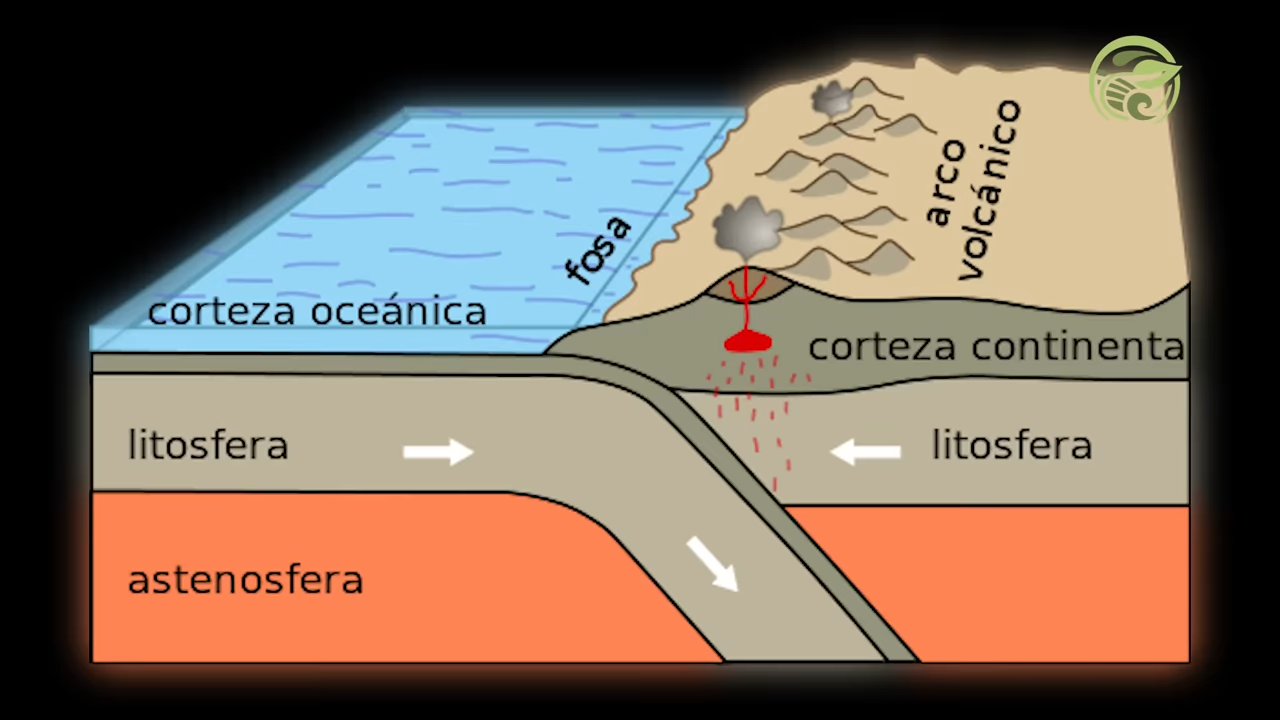 arco
volcánico
fosa
corteza oceánica
corteza continenta
litosfera
litosfera
astenosfera